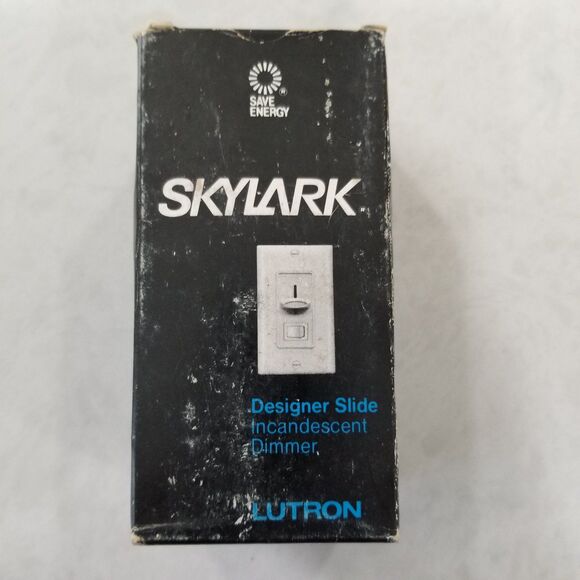 SAVE
ENERGY®
SKYLARK®
Designer Slide
Incandescent
Dimmer
LUTRON